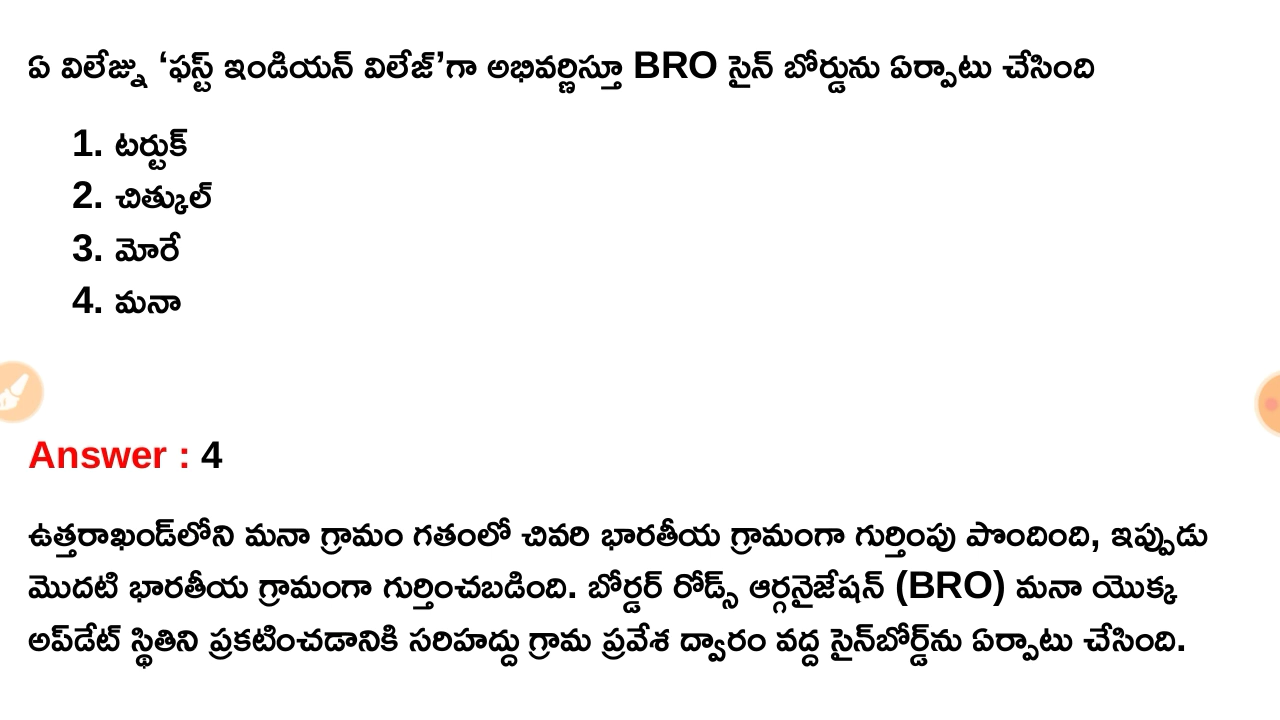 ఏ విలేజ్ను ‘ఫస్ట్ ఇండియన్ విలేజ్’గా అభివర్ణిస్తూ BRO సైన్ బోర్డును ఏర్పాటు చేసింది
1. టర్టుక్
2. చిత్కుల్
3. మోరే
4. మనా
Answer : 4
ఉత్తరాఖండ్‌లోని మనా గ్రామం గతంలో చివరి భారతీయ గ్రామంగా గుర్తింపు పొందింది, ఇప్పుడు
మొదటి భారతీయ గ్రామంగా గుర్తించబడింది. బోర్డర్ రోడ్స్ ఆర్గనైజేషన్ (BRO) మనా యొక్క
అప్‌డేట్ స్థితిని ప్రకటించడానికి సరిహద్దు గ్రామ ప్రవేశ ద్వారం వద్ద సైన్‌బోర్డ్‌ను ఏర్పాటు చేసింది.